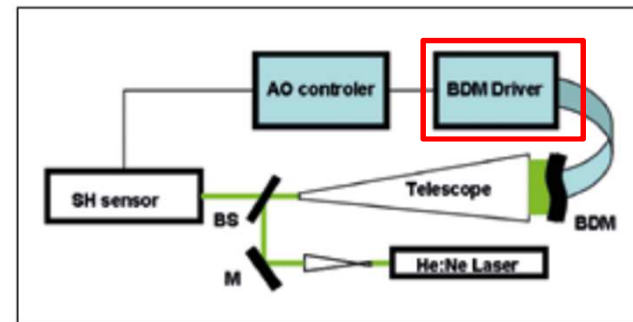 AO controler
BDM Driver
SH sensor
BS
Telescope
BDM
M
He:Ne Laser